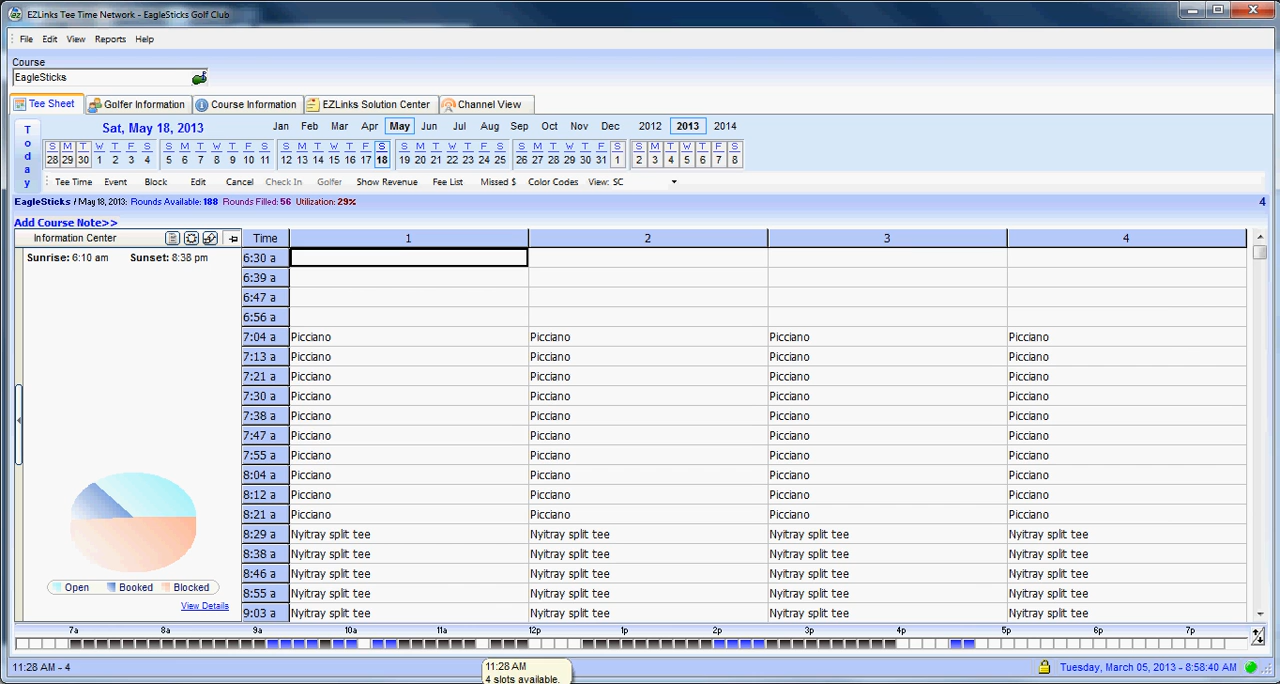 EZLinks Tee Time Network - EagleSticks Golf Club
File Edit View Reports Help
Course
EagleSticks
Tee Sheet Golfer Information Course Information EZLinks Solution Center Channel View
Today
Sat, May 18, 2013 Jan Feb Mar Apr May Jun Jul Aug Sep Oct Nov Dec 2012 2013 2014
S M T W T F S S M T W T F S S M T W T F S S M T W T F S S M T W T F S S M T W T F S
28 29 30 1 2 3 4 5 6 7 8 9 10 11 12 13 14 15 16 17 18 19 20 21 22 23 24 25 26 27 28 29 30 31 1 2 3 4 5 6 7 8
Tee Time Event Block Edit Cancel Check In Golfer Show Revenue Fee List Missed $ Color Codes View: SC
EagleSticks / May 18, 2013: Rounds Available: 188 Rounds Filled: 56 Utilization: 29% 4
Add Course Note>>
Information Center Time 1 2 3 4
Sunrise: 6:10 am Sunset: 8:38 pm
6:30 a
6:39 a
6:47 a
6:56 a
7:04 a Picciano Picciano Picciano Picciano
7:13 a Picciano Picciano Picciano Picciano
7:21 a Picciano Picciano Picciano Picciano
7:30 a Picciano Picciano Picciano Picciano
7:38 a Picciano Picciano Picciano Picciano
7:47 a Picciano Picciano Picciano Picciano
7:55 a Picciano Picciano Picciano Picciano
8:04 a Picciano Picciano Picciano Picciano
8:12 a Picciano Picciano Picciano Picciano
8:21 a Picciano Picciano Picciano Picciano
8:29 a Nyitray split tee Nyitray split tee Nyitray split tee Nyitray split tee
8:38 a Nyitray split tee Nyitray split tee Nyitray split tee Nyitray split tee
8:46 a Nyitray split tee Nyitray split tee Nyitray split tee Nyitray split tee
8:55 a Nyitray split tee Nyitray split tee Nyitray split tee Nyitray split tee
9:03 a Nyitray split tee Nyitray split tee Nyitray split tee Nyitray split tee
Open Booked Blocked
View Details
7a 8a 9a 10a 11a 12p 1p 2p 3p 4p 5p 6p 7p
11:28 AM - 4
11:28 AM
4 slots available.
Tuesday, March 05, 2013 - 8:58:40 AM